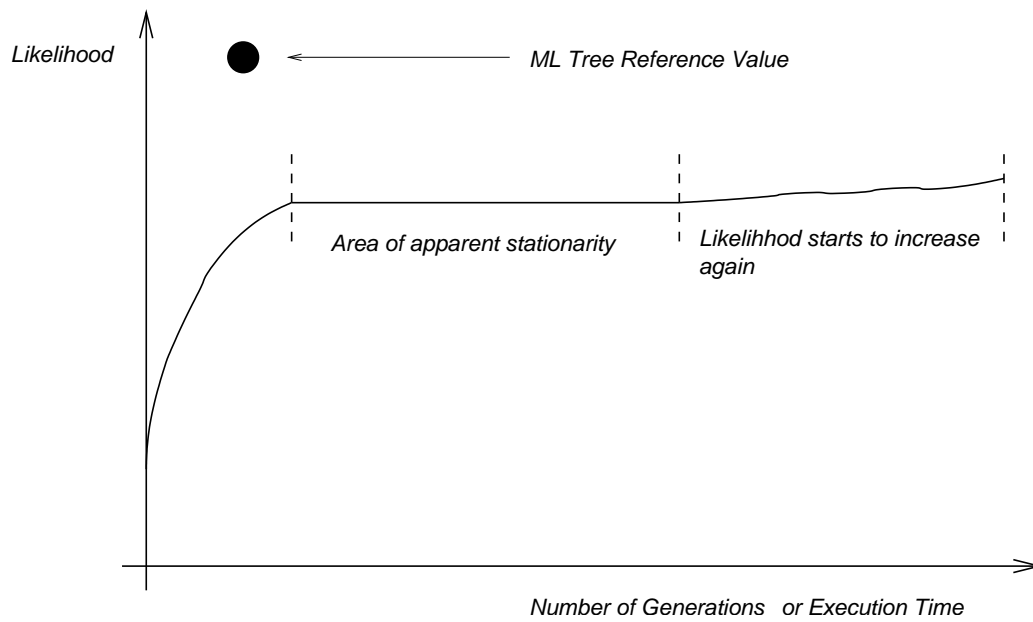 Likelihood
ML Tree Reference Value
Area of apparent stationarity
Likelihhod starts to increase
again
Number of Generations or Execution Time